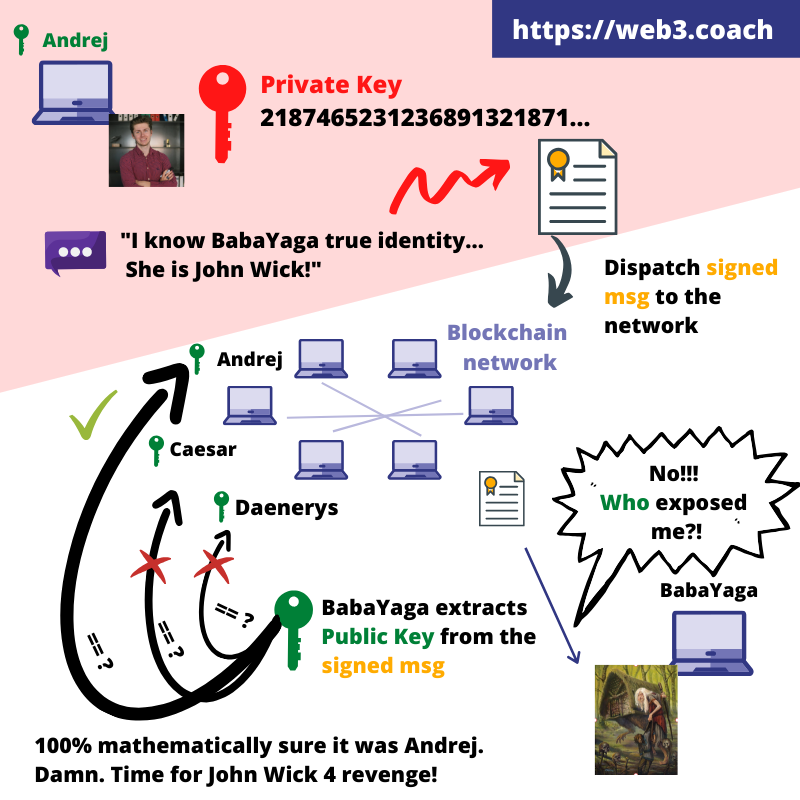 https://web3.coach
Andrej
Private Key
2187465231236891321871...
"I know BabaYaga true identity...
She is John Wick!"
Dispatch signed
msg to the
network
Blockchain
network
Andrej
Caesar
Daenerys
No!!!
Who exposed
me?!
BabaYaga
== ?
== ?
== ?
BabaYaga extracts
Public Key from the
signed msg
100% mathematically sure it was Andrej.
Damn. Time for John Wick 4 revenge!